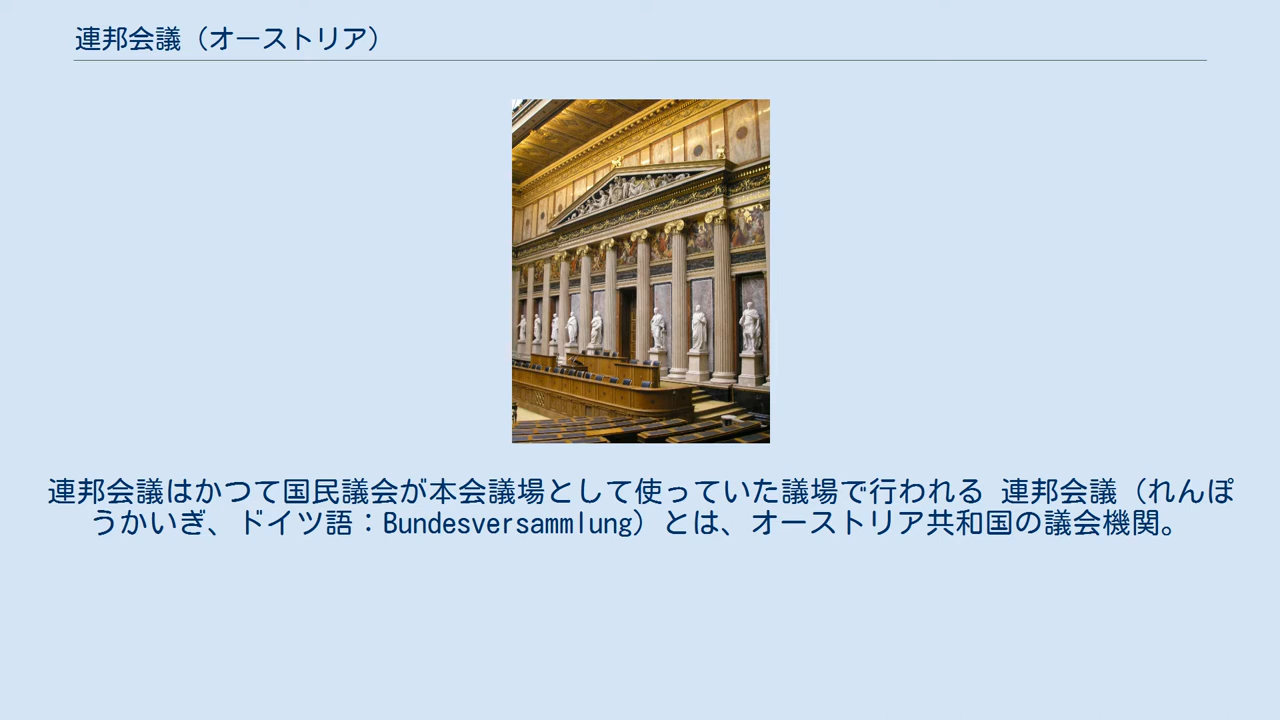 連邦会議（オーストリア）
連邦会議はかつて国民議会が本会議場として使っていた議場で行われる 連邦会議（れんぽ
うかいぎ、ドイツ語：Bundesversammlung）とは、オーストリア共和国の議会機関。